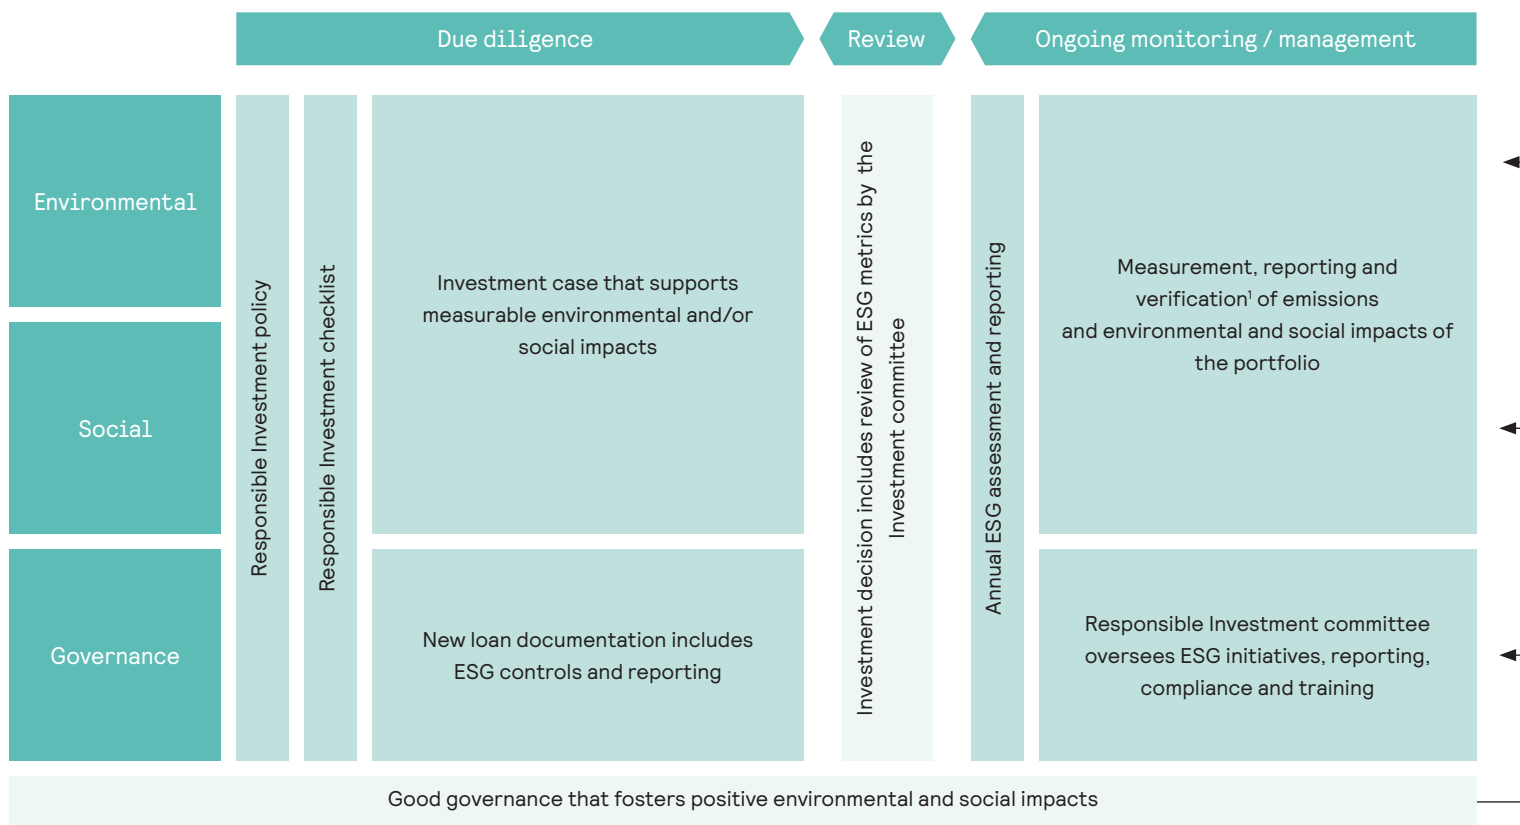 Due diligence
Review
Ongoing monitoring / management
Environmental
Social
Governance
Responsible Investment policy
Responsible Investment checklist
Investment case that supports
measurable environmental and/or
social impacts
New loan documentation includes
ESG controls and reporting
Investment decision includes review of ESG metrics by the
Investment committee
Annual ESG assessment and reporting
Measurement, reporting and
verification¹ of emissions
and environmental and social impacts of
the portfolio
Responsible Investment committee
oversees ESG initiatives, reporting,
compliance and training
Good governance that fosters positive environmental and social impacts